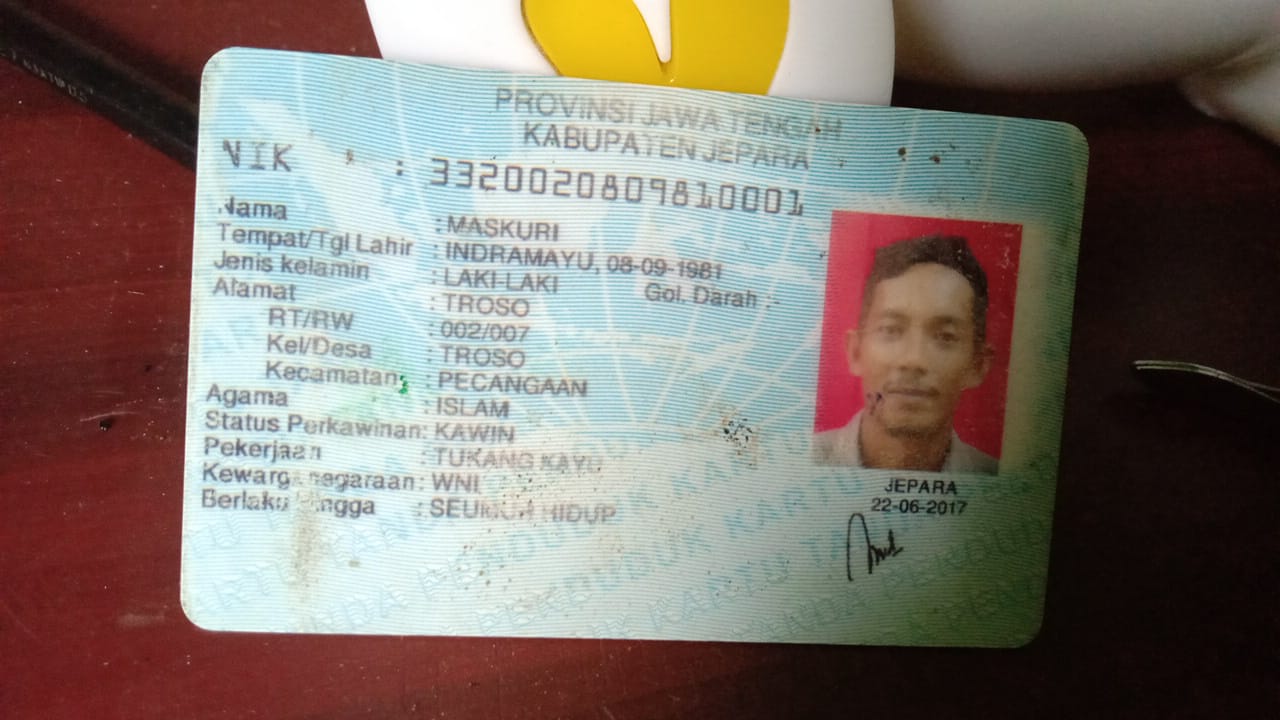 PROVINSI JAWA TENGAH
KABUPATEN JEPARA
NIK : 3320020809810001
Nama : MASKURI
Tempat/Tgl Lahir : INDRAMAYU, 08-09-1981
Jenis kelamin : LAKI-LAKI Gol. Darah :-
Alamat : TROSO
RT/RW : 002/007
Kel/Desa : TROSO
Kecamatan : PECANGAAN
Agama : ISLAM
Status Perkawinan: KAWIN
Pekerjaan : TUKANG KAYU
Kewarganegaraan: WNI
Berlaku Hingga : SEUMUR HIDUP
JEPARA
22-06-2017